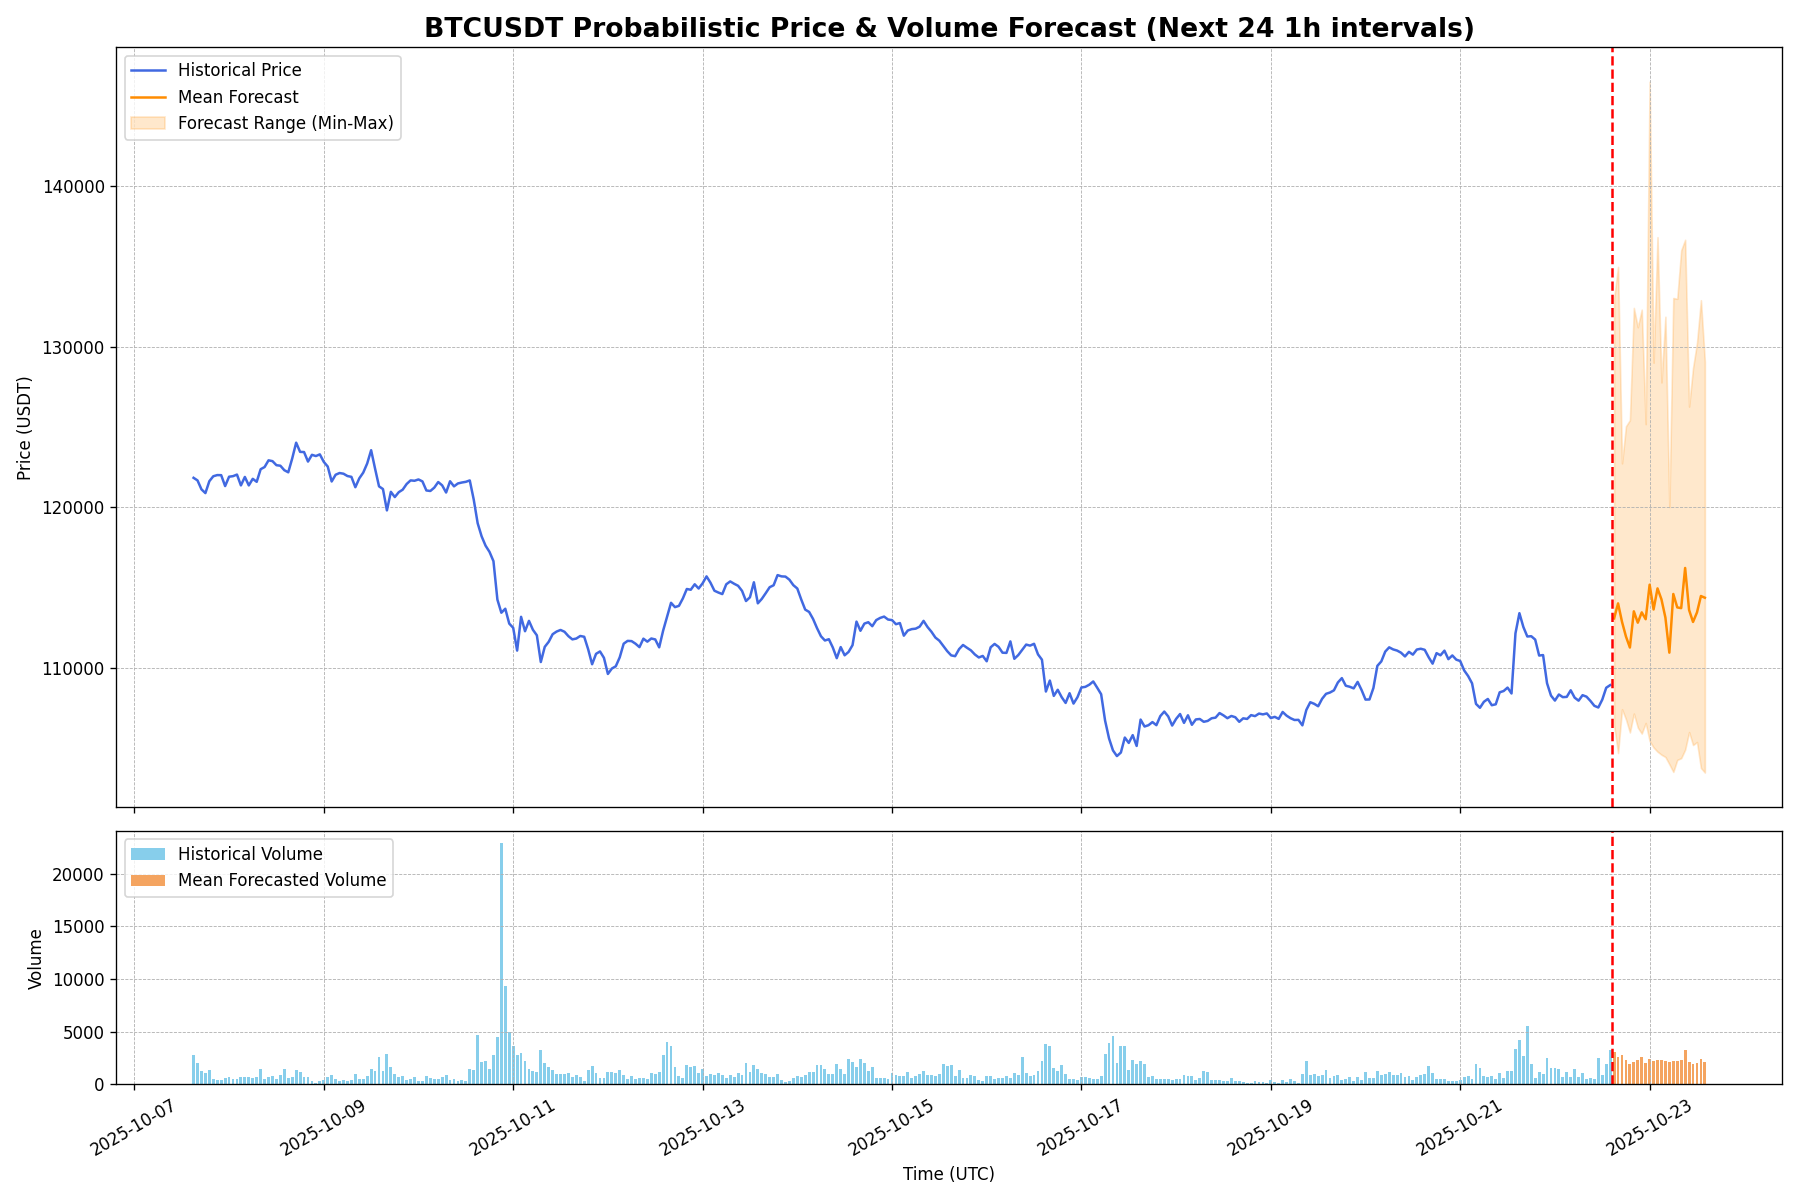 BTCUSDT Probabilistic Price & Volume Forecast (Next 24 1h intervals)
Historical Price
Mean Forecast
Forecast Range (Min-Max)
140000
130000
120000
110000
Price (USDT)
Historical Volume
Mean Forecasted Volume
20000
15000
10000
5000
0
Volume
2025-10-07
2025-10-09
2025-10-11
2025-10-13
2025-10-15
2025-10-17
2025-10-19
2025-10-21
2025-10-23
Time (UTC)